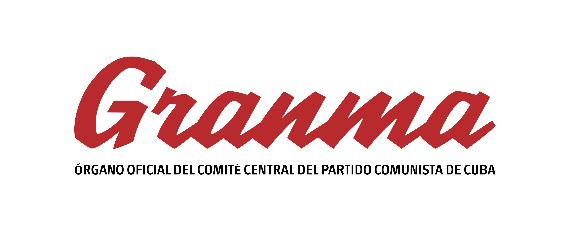 Granma
ÓRGANO OFICIAL DEL COMITÉ CENTRAL DEL PARTIDO COMUNISTA DE CUBA